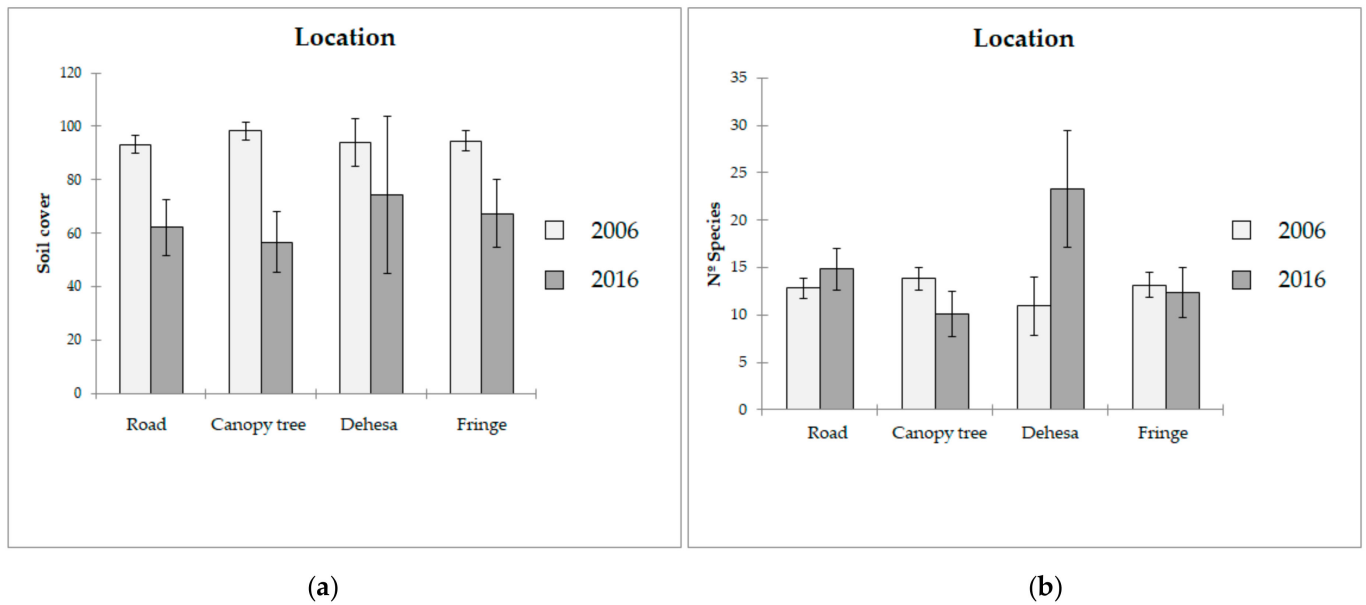 Location
Soil cover
120
100
80
60
40
20
0
Road Canopy tree Dehesa Fringe
2006
2016
(a)
Location
Nº Species
35
30
25
20
15
10
5
0
Road Canopy tree Dehesa Fringe
2006
2016
(b)